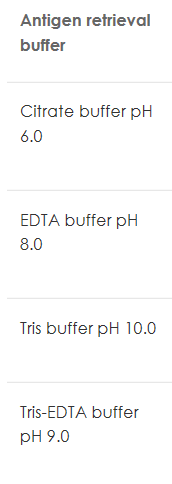 Antigen retrieval
buffer
Citrate buffer pH
6.0
EDTA buffer pH
8.0
Tris buffer pH 10.0
Tris-EDTA buffer
pH 9.0